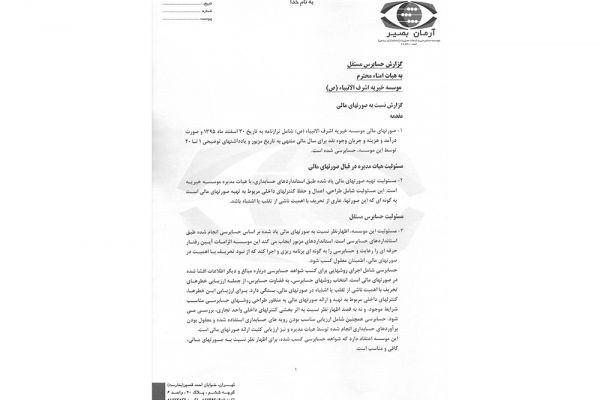 به نام خدا
تاریخ
شماره
پیوست
آرمان بصیر
گزارش حسابرس مستقل
به هیات امناء محترم
موسسه خیریه اشرف الانبیاء (ص)
گزارش نسبت به صورتهای مالی
مقدمه
۱- صورتهای مالی موسسه خیریه اشرف الانبیاء (ص) شامل ترازنامه به تاریخ ۳۰ اسفند ماه ۱۳۹۵ و صورت
درآمد و هزینه و جریان وجوه نقد برای سال مالی منتهی به تاریخ مزبور و یادداشتهای توضیحی ۱ تا ۲۰
توسط این موسسه، حسابرسی شده است.
مسئولیت هیات مدیره در قبال صورتهای مالی
۲- مسئولیت تهیه صورتهای مالی یاد شده طبق استانداردهای حسابداری، با هیات مدیره موسسه خیریه
است. این مسئولیت شامل طراحی، اعمال و حفظ کنترلهای داخلی مربوط به تهیه صورتهای مالی است
به گونه ای که این صورتها، عاری از تحریف با اهمیت ناشی از تقلب یا اشتباه باشد.
مسئولیت حسابرس مستقل
۳- مسئولیت این موسسه، اظهارنظر نسبت به صورتهای مالی یاد شده بر اساس حسابرسی انجام شده طبق
استانداردهای حسابرسی است. استانداردهای مزبور ایجاب می کند این موسسه الزامات آیین رفتار
حرفه ای را رعایت و حسابرسی را به گونه ای برنامه ریزی و اجرا کند که از نبود تحریف با اهمیت در
صورتهای مالی، اطمینان معقول کسب شود.
حسابرسی شامل اجرای روشهایی برای کسب شواهد حسابرسی درباره مبالغ و دیگر اطلاعات افشا شده
در صورتهای مالی است. انتخاب روشهای حسابرسی، به قضاوت حسابرس، از جمله ارزیابی خطرهای
تحریف با اهمیت ناشی از تقلب یا اشتباه در صورتهای مالی، بستگی دارد. برای ارزیابی این خطرها،
کنترلهای داخلی مربوط به تهیه و ارائه صورتهای مالی به منظور طراحی روشهای حسابرسی مناسب
شرایط موجود، و نه به قصد اظهار نظر نسبت به اثر بخشی کنترلهای داخلی واحد تجاری، بررسی می
شود. حسابرسی همچنین شامل ارزیابی مناسب بودن رویه های حسابداری استفاده شده و معقول بودن
برآوردهای حسابداری انجام شده توسط هیات مدیره و نیز ارزیابی کلیت ارائه صورتهای مالی است.
این موسسه اعتقاد دارد که شواهد حسابرسی کسب شده، برای اظهار نظر نسبت به صورتهای مالی،
کافی و مناسب است.
۱
تهران، خیابان احمد قصیر(بخارست)
کوچه ششم ، پلاک ۲۰ ، واحد ۶